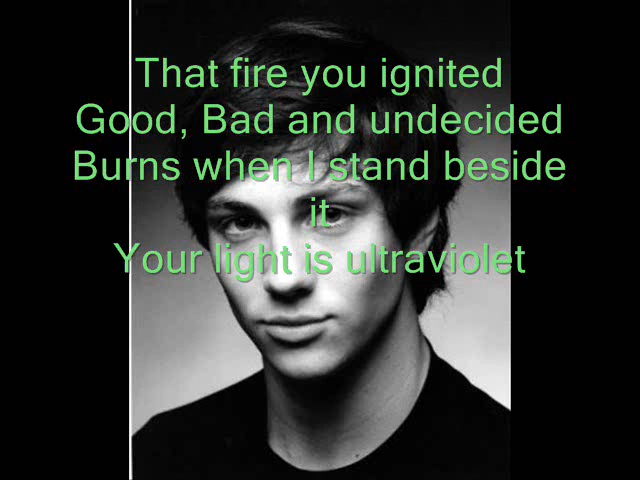 That fire you ignited
Good, Bad and undecided
Burns when I stand beside
it
Your light is ultraviolet